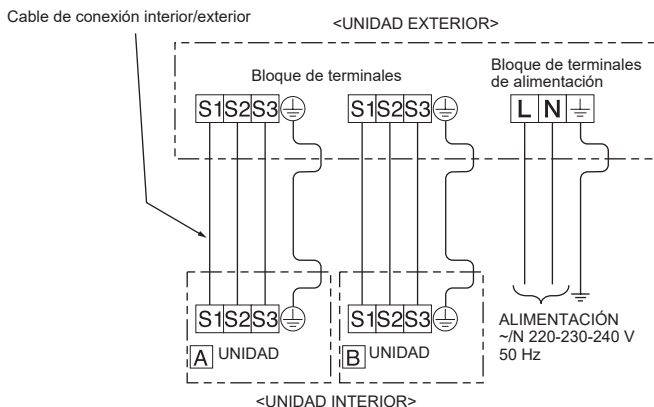 Cable de conexión interior/exterior
<UNIDAD EXTERIOR>
Bloque de terminales
Bloque de terminales
de alimentación
S1 S2 S3
S1 S2 S3
L N
S1 S2 S3
S1 S2 S3
A UNIDAD
B UNIDAD
ALIMENTACIÓN
~/N 220-230-240 V
50 Hz
<UNIDAD INTERIOR>